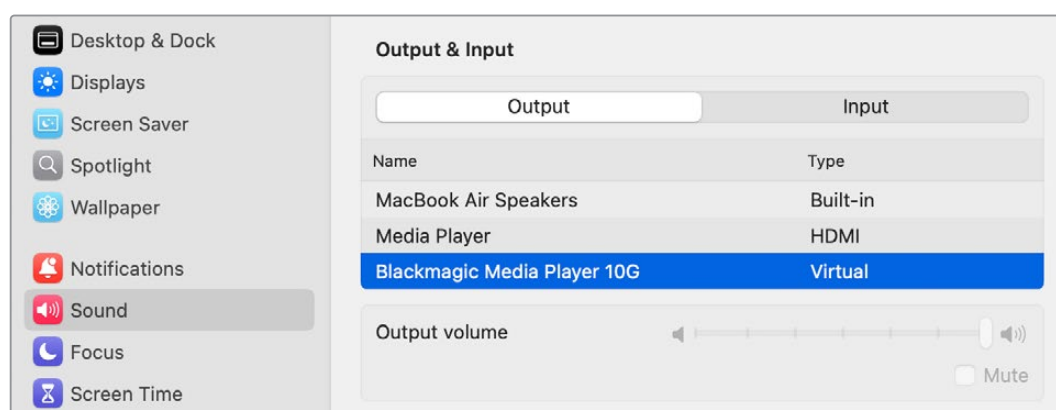 Desktop & Dock
Displays
Screen Saver
Spotlight
Wallpaper
Notifications
Sound
Focus
Screen Time
Output & Input
Output Input
Name Type
MacBook Air Speakers Built-in
Media Player HDMI
Blackmagic Media Player 10G Virtual
Output volume
Mute